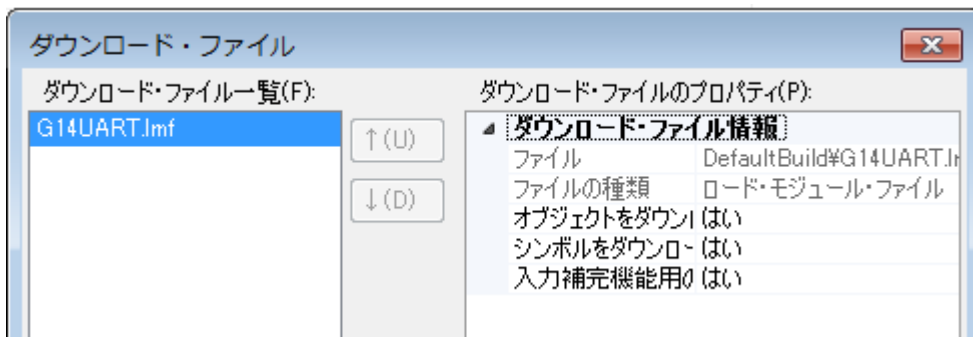 ダウンロード・ファイル
ダウンロード・ファイル一覧(F):
G14UART.lmf
↑(U)
↓(D)
ダウンロード・ファイルのプロパティ(P):
ダウンロード・ファイル情報
ファイル DefaultBuild¥G14UART.lr
ファイルの種類 ロード・モジュール・ファイル
オブジェクトをダウンl はい
シンボルをダウンロー はい
入力補完機能用の はい